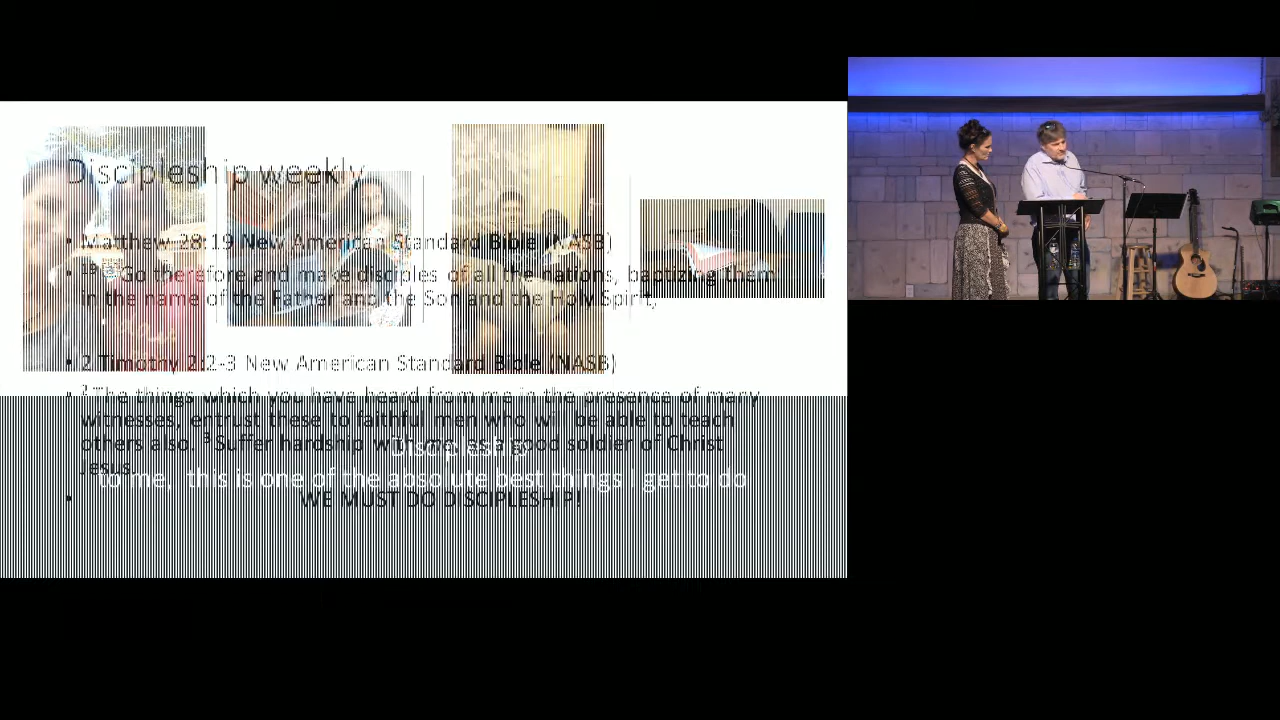 Discipleship weekly
• Matthew 28:19 New American Standard Bible (NASB)
• 19 Go therefore and make disciples of all the nations, baptizing them
in the name of the Father and the Son and the Holy Spirit,
• 2 Timothy 2:2-3 New American Standard Bible (NASB)
• 2 The things which you have heard from me in the presence of many
witnesses, entrust these to faithful men who will be able to teach
others also. 3 Suffer hardship with me, as a good soldier of Christ
Jesus.
Discipleship
to me, this is one of the absolute best things I get to do
• WE MUST DO DISCIPLESHIP!